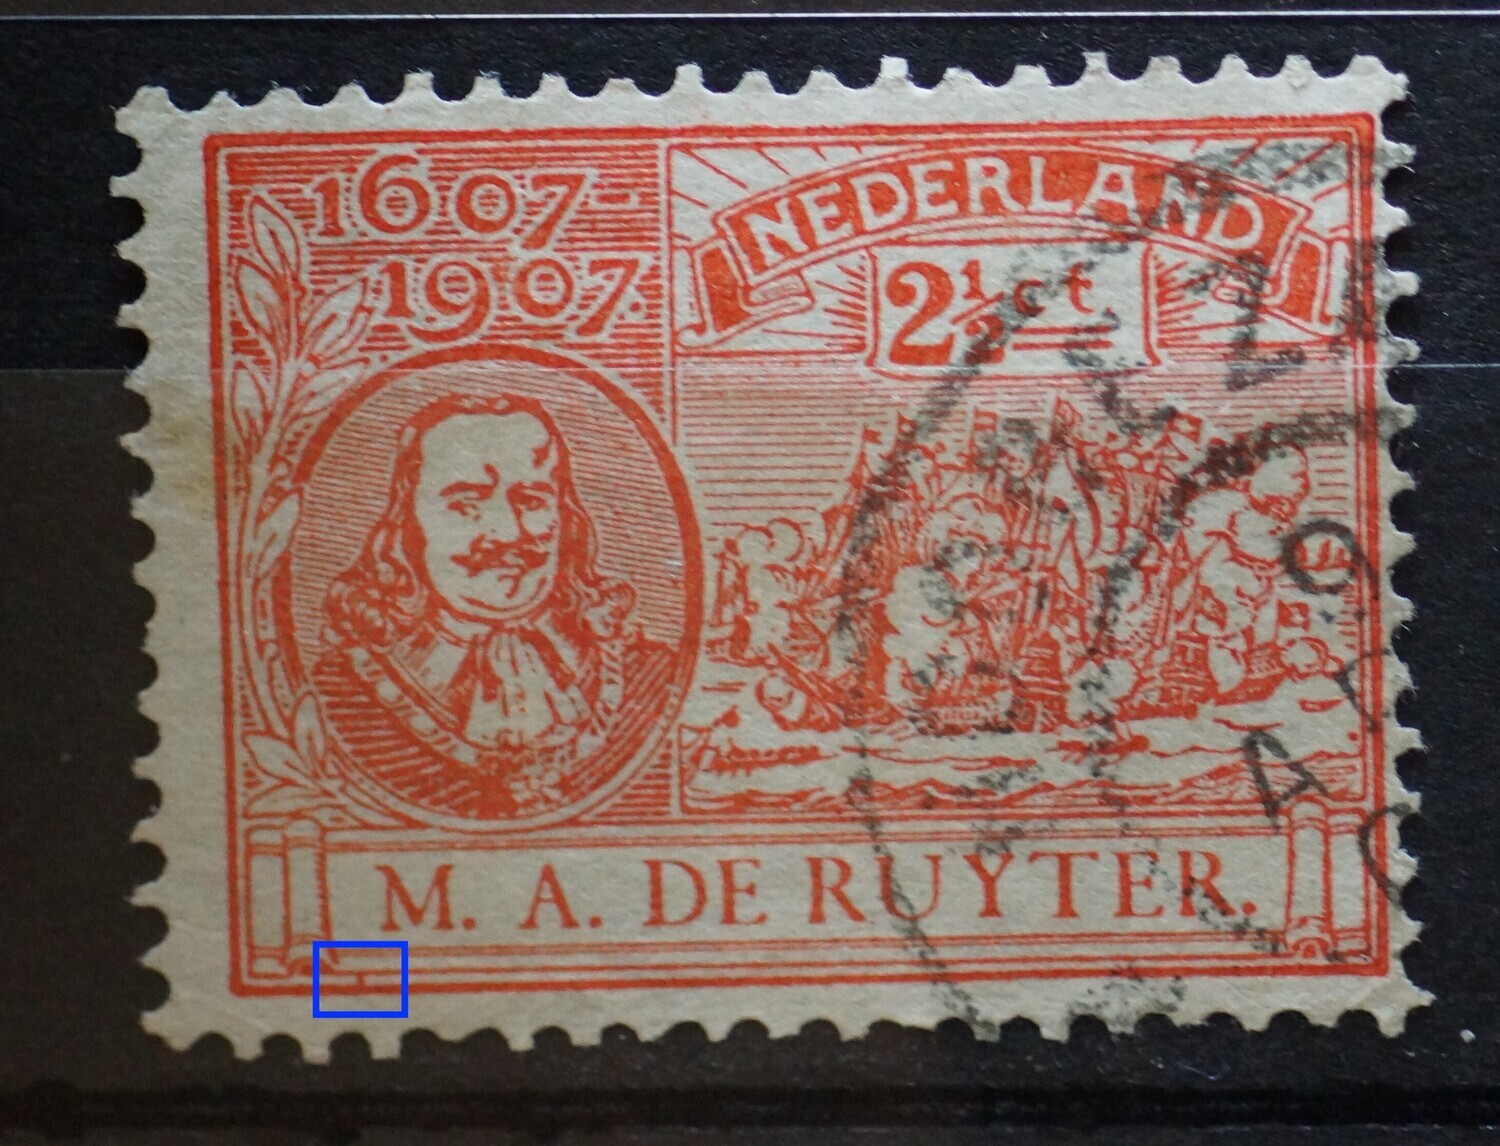 1607-
1907.
NEDERLAND
2½ ct
M. A. DE RUYTER.